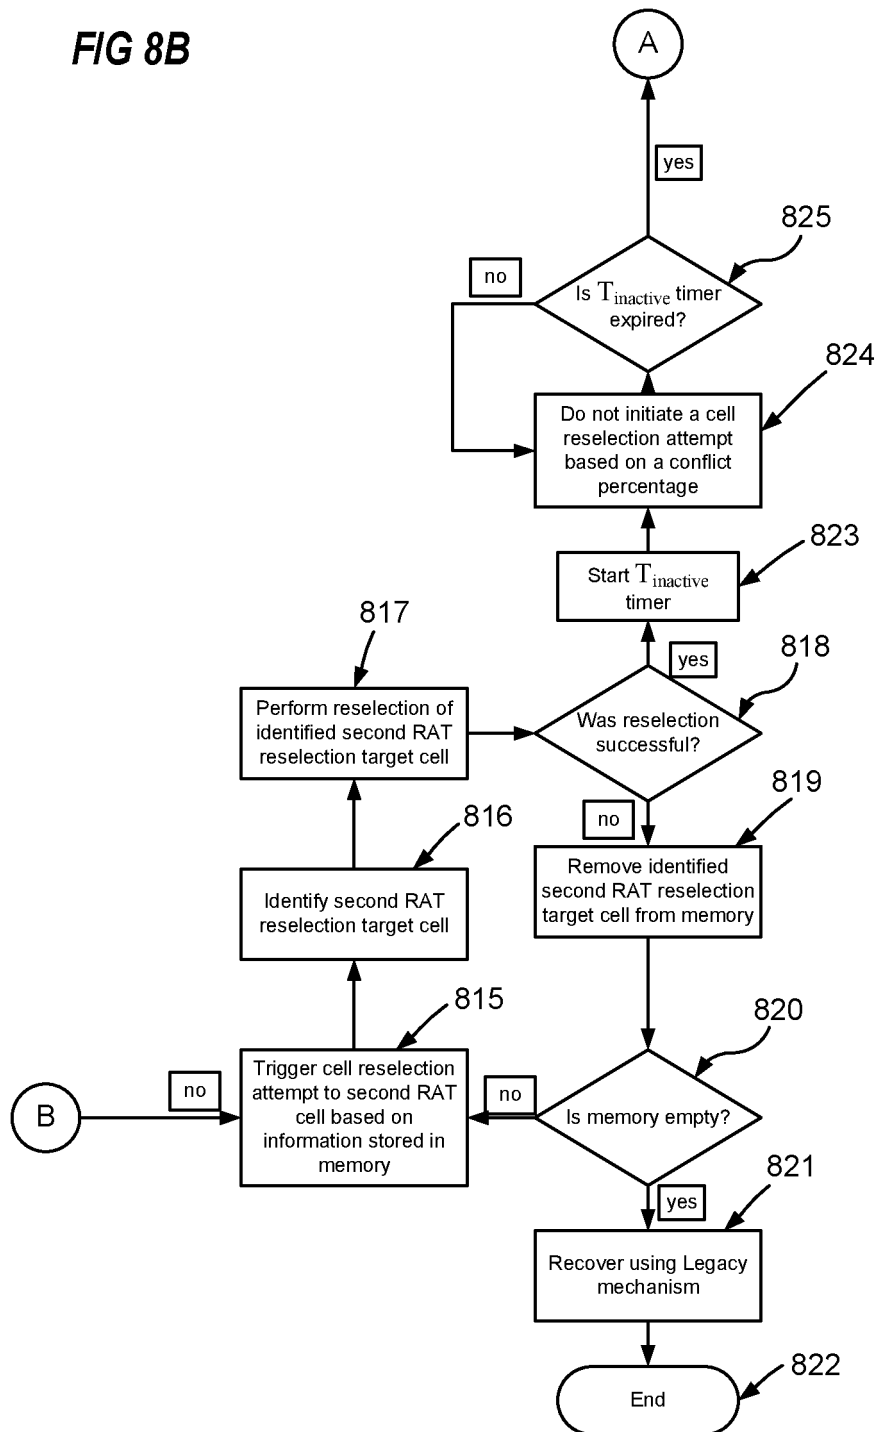 FIG 8B
A
yes
825
no
Is T inactive timer
expired?
824
Do not initiate a cell
reselection attempt
based on a conflict
percentage
823
Start T inactive
timer
817
yes
818
Perform reselection of
identified second RAT
reselection target cell
Was reselection
successful?
819
no
816
Remove identified
second RAT reselection
target cell from memory
Identify second RAT
reselection target cell
815
820
Trigger cell reselection
attempt to second RAT
cell based on
information stored in
memory
no
no
B
Is memory empty?
821
yes
Recover using Legacy
mechanism
822
End